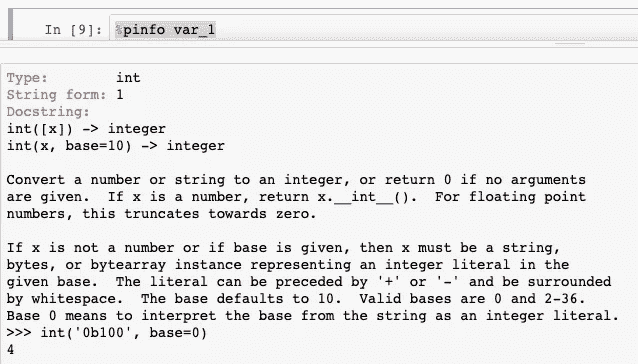 In [9]: %pinfo var_1
Type: int
String form: 1
Docstring:
int([x]) -> integer
int(x, base=10) -> integer
Convert a number or string to an integer, or return 0 if no arguments
are given.  If x is a number, return x.__int__().  For floating point
numbers, this truncates towards zero.
If x is not a number or if base is given, then x must be a string,
bytes, or bytearray instance representing an integer literal in the
given base.  The literal can be preceded by '+' or '-' and be surrounded
by whitespace.  The base defaults to 10.  Valid bases are 0 and 2-36.
Base 0 means to interpret the base from the string as an integer literal.
>>> int('0b100', base=0)
4